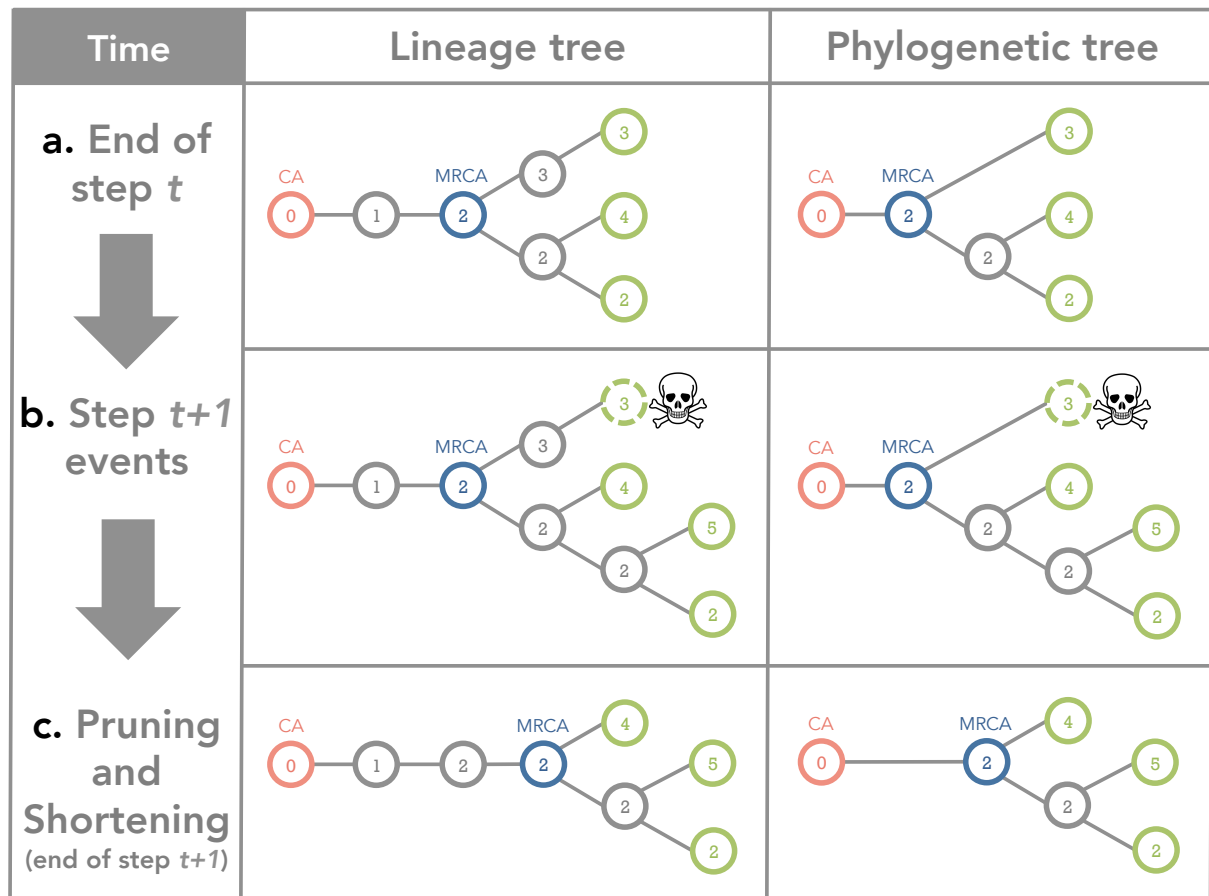 Time
Lineage tree
Phylogenetic tree
a. End of
step t
CA
MRCA
0
1
2
3
3
2
4
2
CA
MRCA
0
2
3
2
4
2
b. Step t+1
events
CA
MRCA
0
1
2
3
3
2
4
2
5
2
CA
MRCA
0
2
3
2
4
2
5
2
c. Pruning
and
Shortening
(end of step t+1)
CA
MRCA
0
1
2
2
4
2
5
2
CA
MRCA
0
2
4
2
5
2